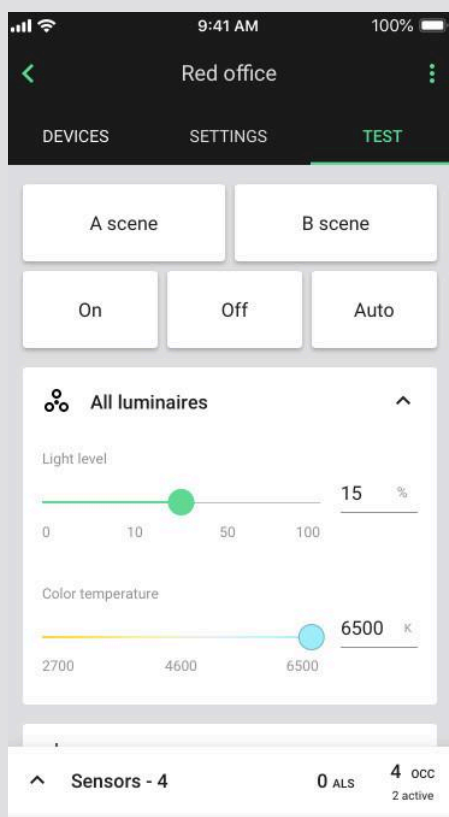 9:41 AM 100%
Red office
DEVICES SETTINGS TEST
A scene B scene
On Off Auto
All luminaires
Light level
15 %
0 10 50 100
Color temperature
6500 K
2700 4600 6500
Sensors - 4 0 ALS 4 OCC
2 active